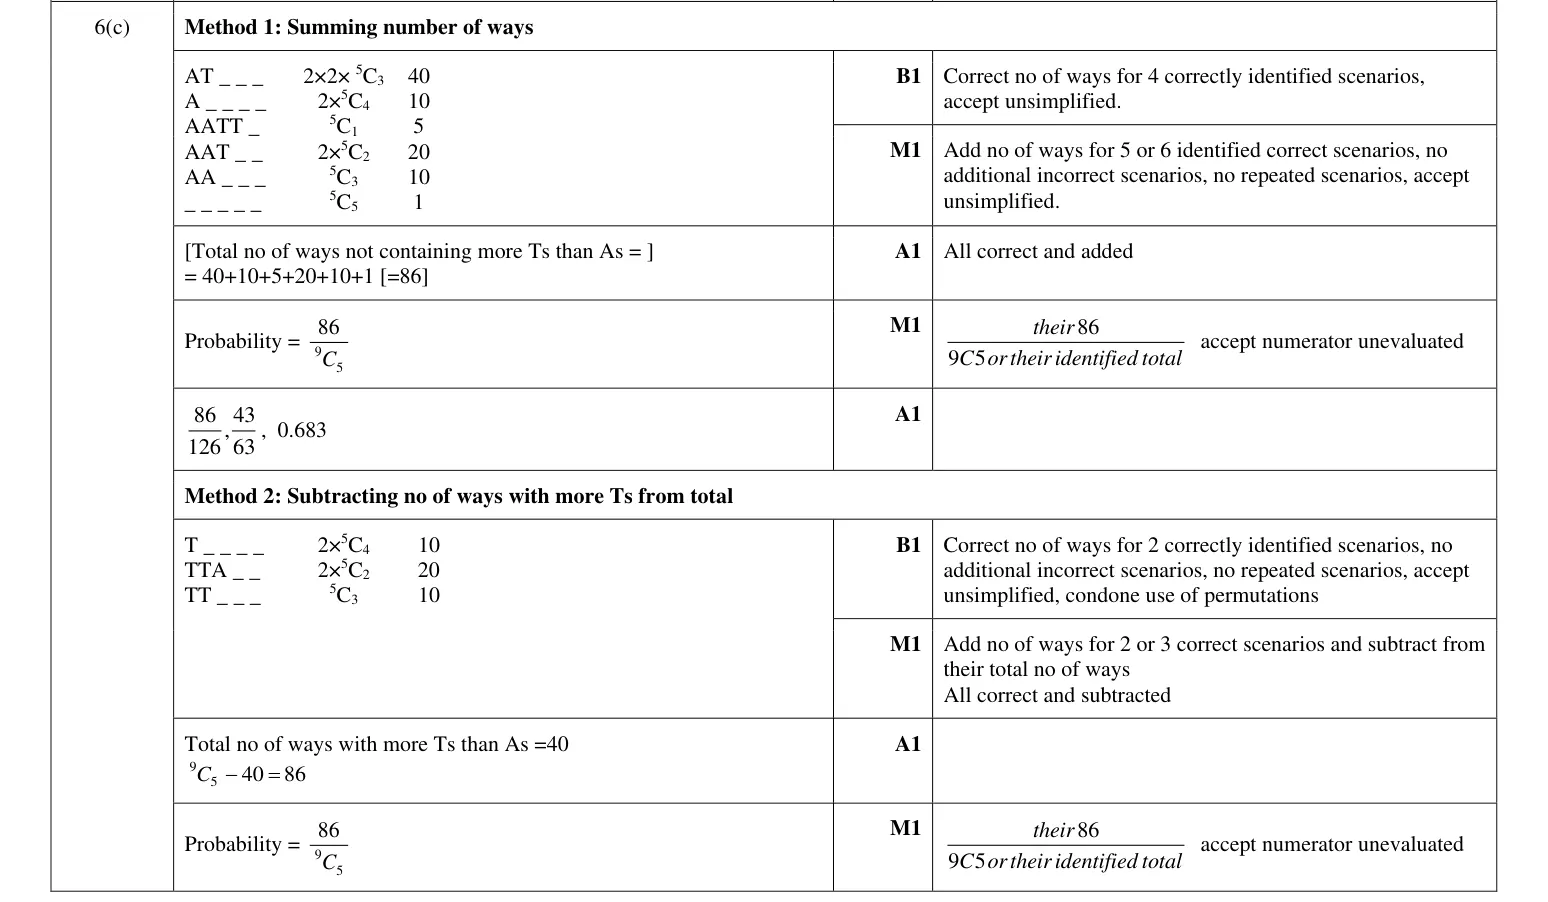 6(c)
Method 1: Summing number of ways
AT _ _ _ 2×2× ⁵C₃ 40
A _ _ _ _ 2×⁵C₄ 10
AATT _ ⁵C₁ 5
AAT _ _ 2×⁵C₂ 20
AA _ _ _ ⁵C₃ 10
_ _ _ _ _ ⁵C₅ 1
B1 Correct no of ways for 4 correctly identified scenarios,
accept unsimplified.
M1 Add no of ways for 5 or 6 identified correct scenarios, no
additional incorrect scenarios, no repeated scenarios, accept
unsimplified.
[Total no of ways not containing more Ts than As = ]
= 40+10+5+20+10+1 [=86]
A1 All correct and added
Probability = 86/⁹C₅
M1 their 86/9C5 or their identified total accept numerator unevaluated
86/126, 43/63, 0.683
A1
Method 2: Subtracting no of ways with more Ts from total
T _ _ _ _ 2×⁵C₄ 10
TTA _ _ 2×⁵C₂ 20
TT _ _ _ ⁵C₃ 10
B1 Correct no of ways for 2 correctly identified scenarios, no
additional incorrect scenarios, no repeated scenarios, accept
unsimplified, condone use of permutations
M1 Add no of ways for 2 or 3 correct scenarios and subtract from
their total no of ways
All correct and subtracted
Total no of ways with more Ts than As =40
⁹C₅ − 40 = 86
A1
Probability = 86/⁹C₅
M1 their 86/9C5 or their identified total accept numerator unevaluated